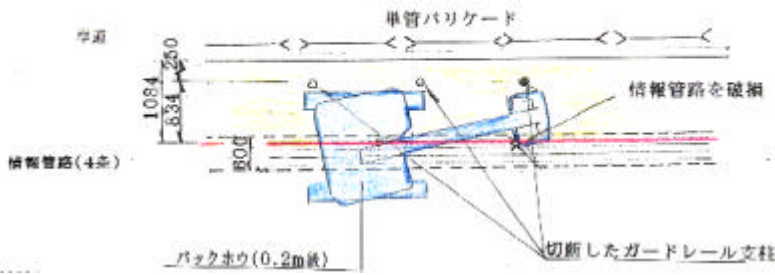 単管バリケード
車道
250
1084
834
情報管路を破損
情報管路(4条)
600
バックホウ(0.2m級)
切断したガードレール支柱